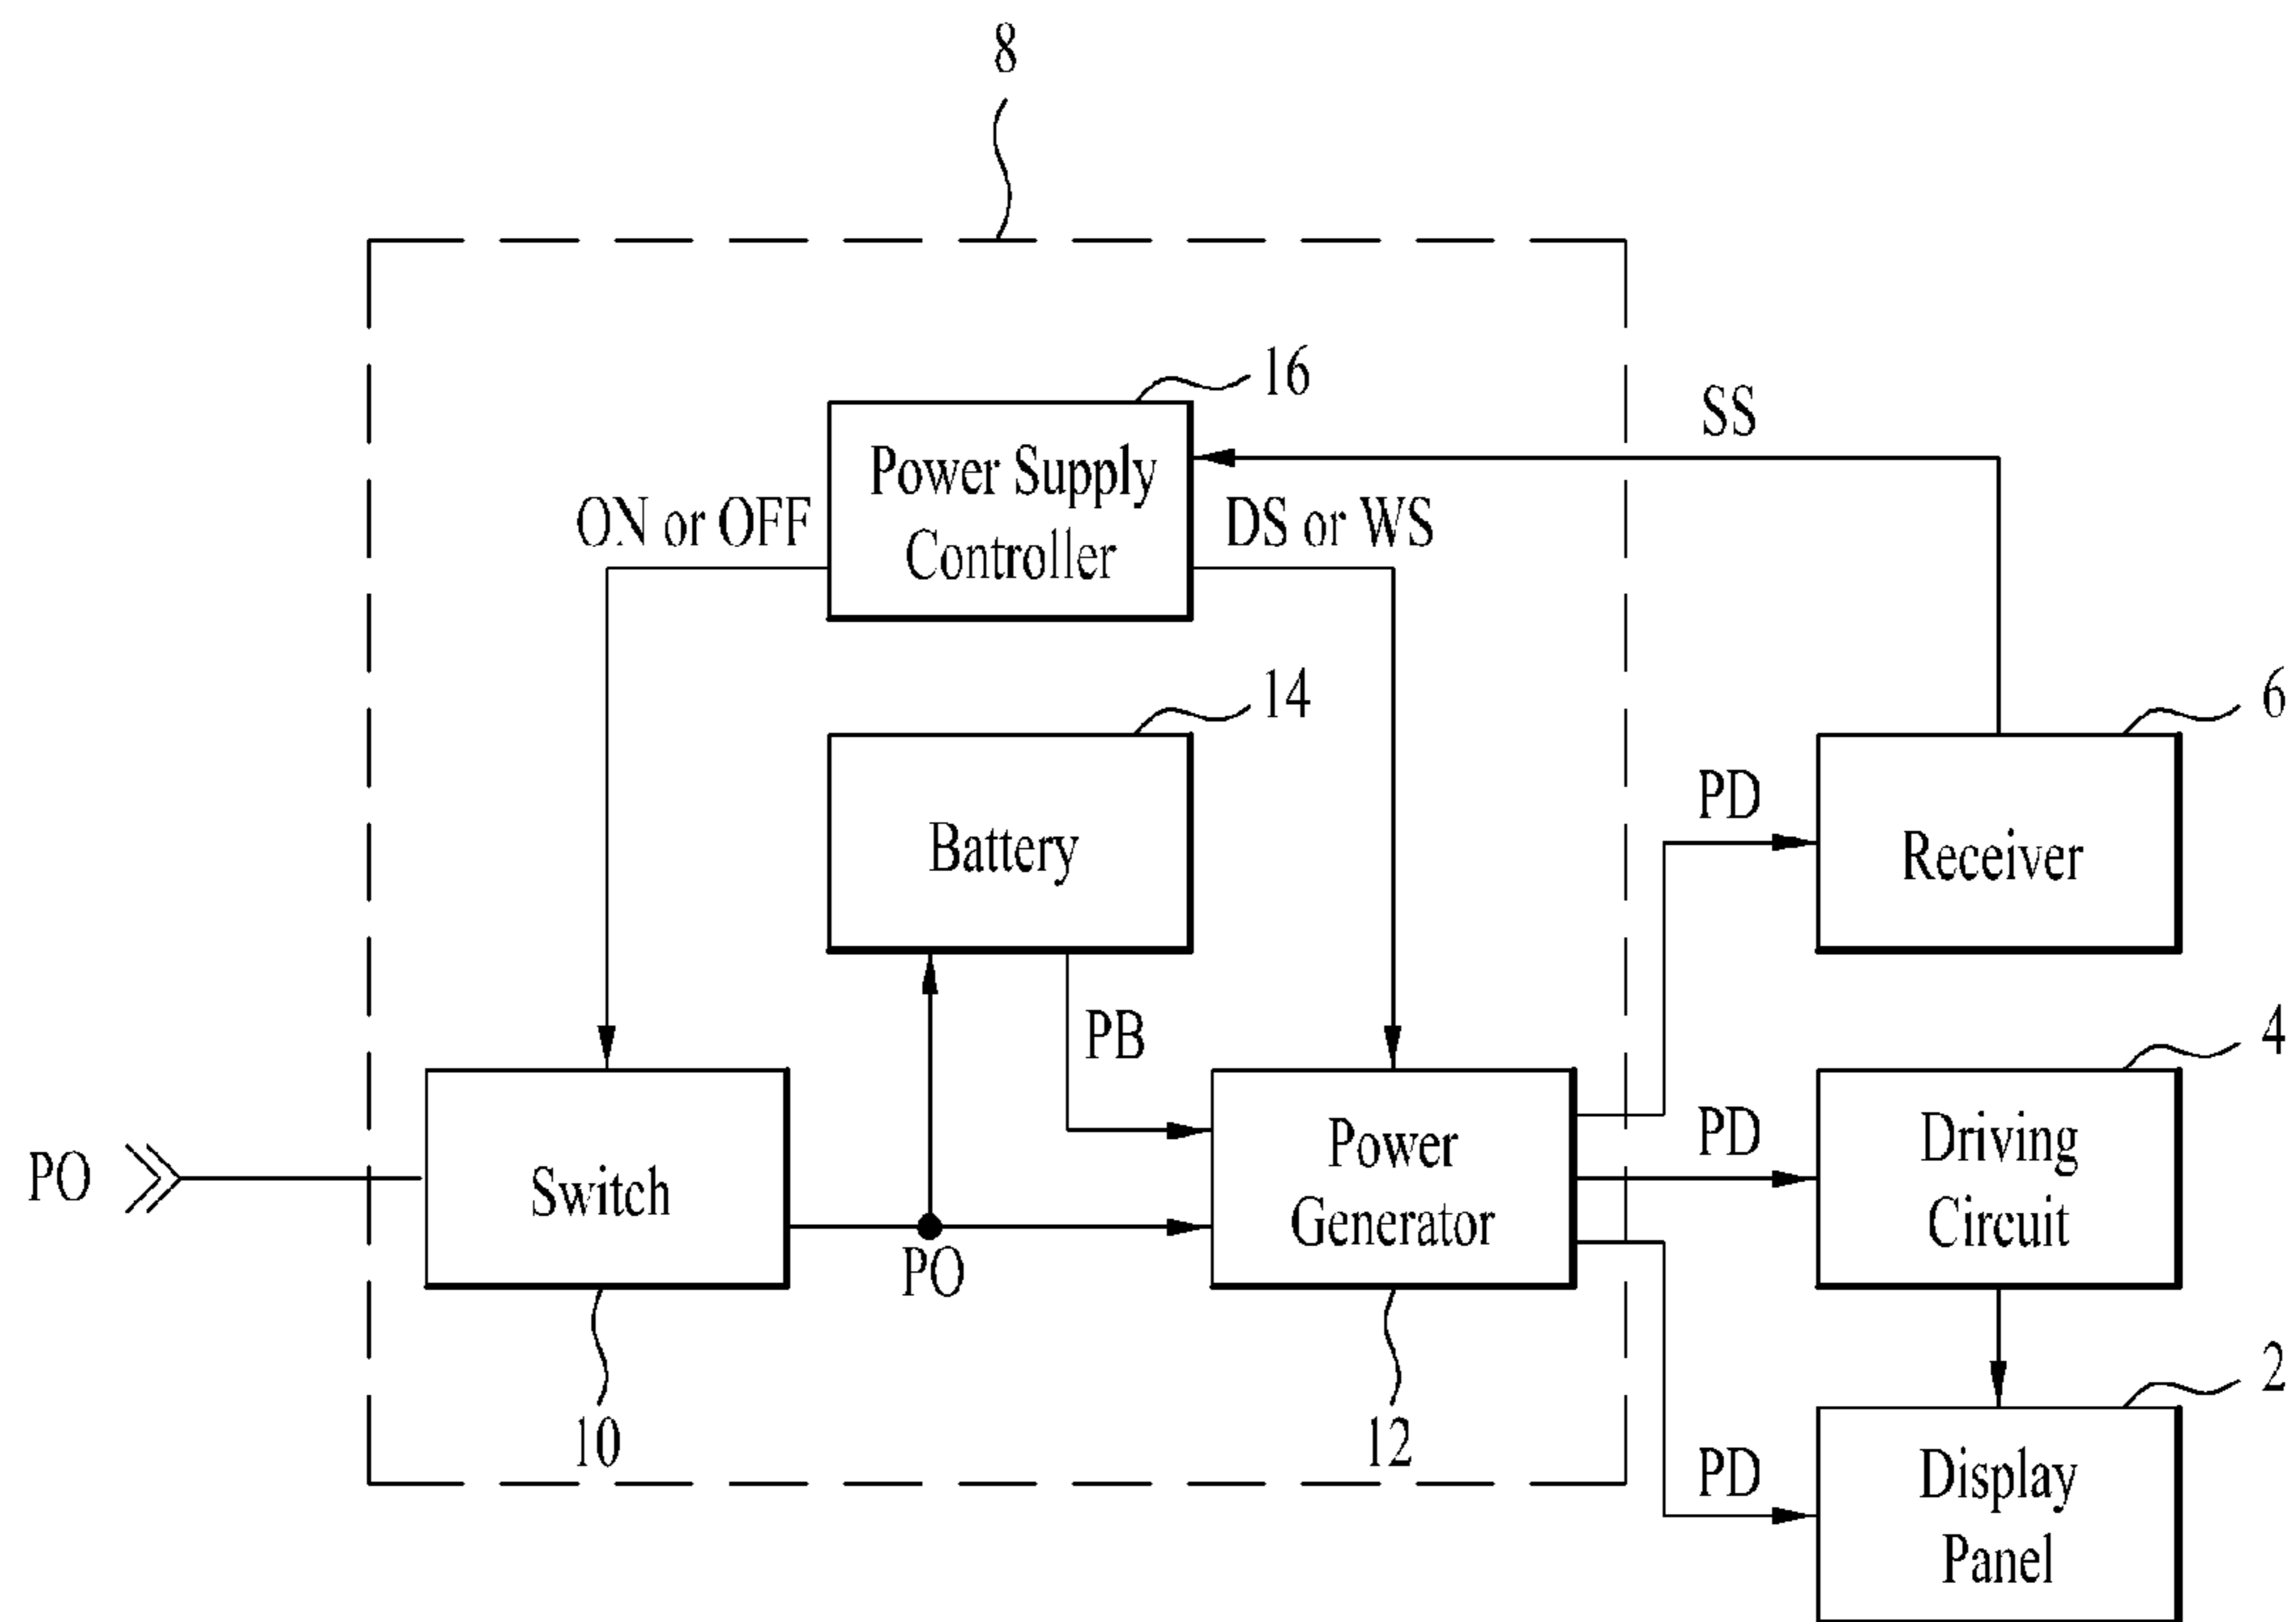 8
16
Power Supply
Controller
SS
ON or OFF
DS or WS
14
Battery
6
Receiver
PD
PB
4
Driving
Circuit
PD
PO
Switch
Power
Generator
PO
10
12
2
Display
Panel
PD